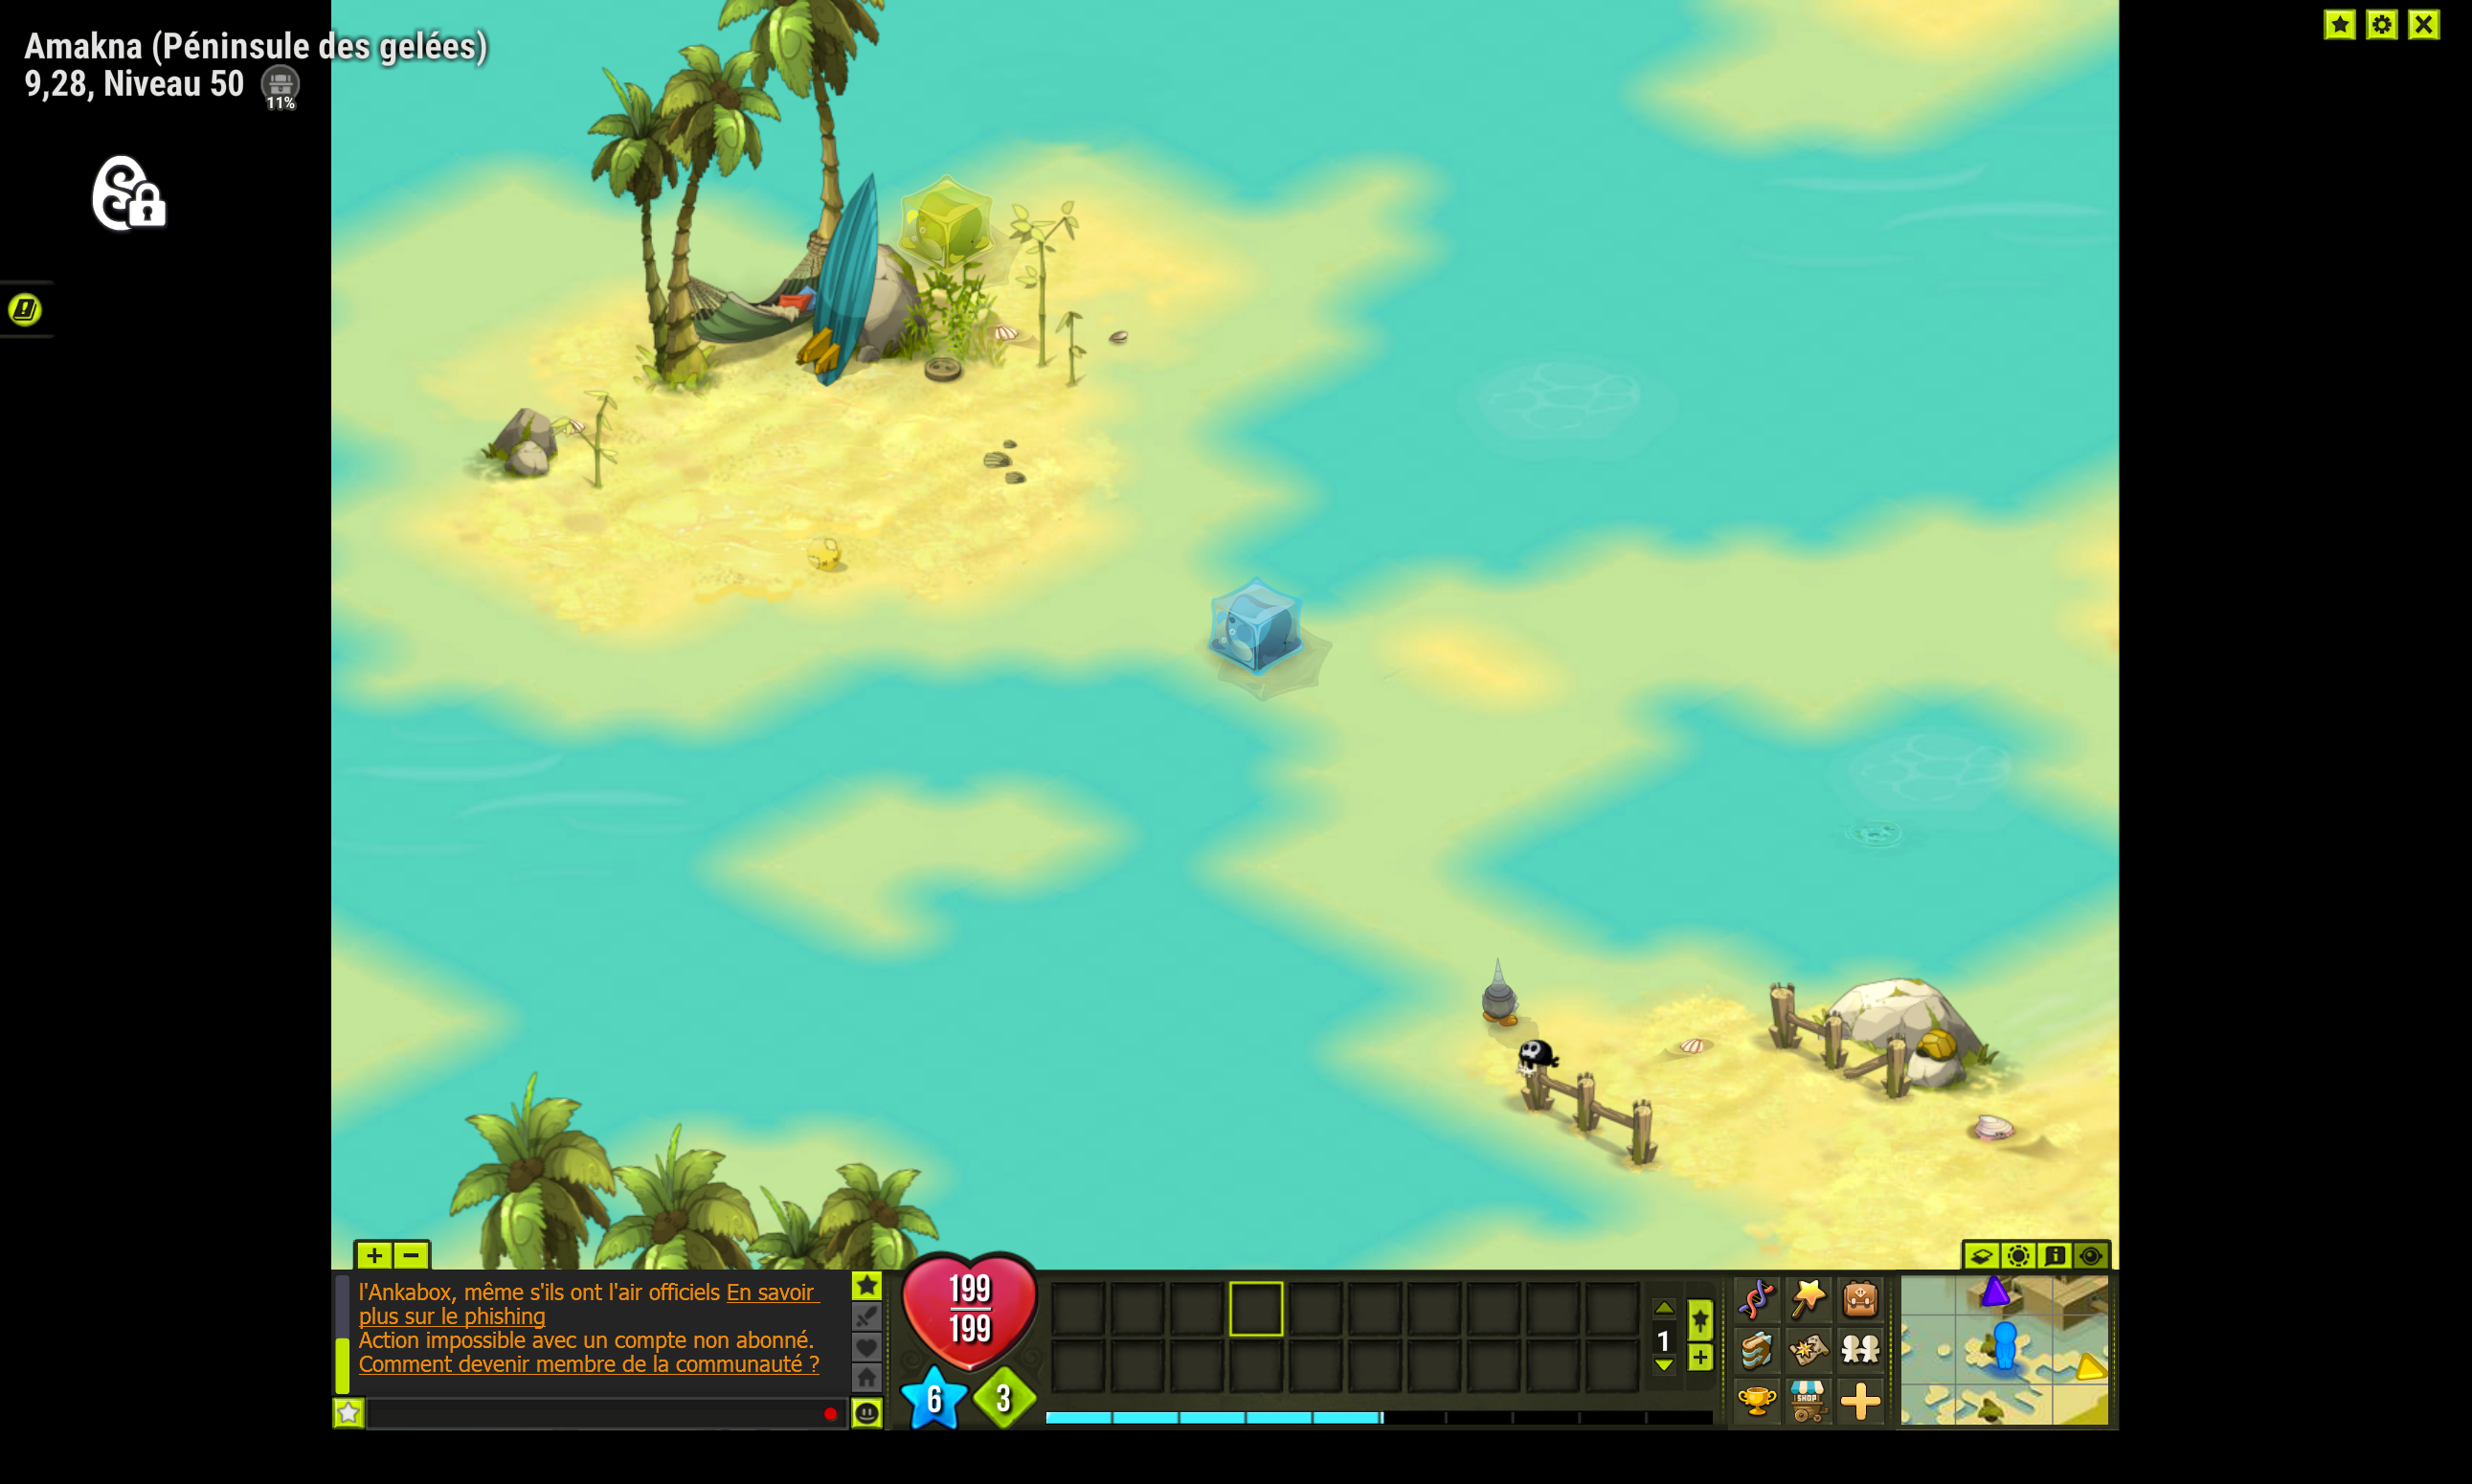 Amakna (Péninsule des gelées)
9,28, Niveau 50
11%
l'Ankabox, même s'ils ont l'air officiels En savoir
plus sur le phishing
Action impossible avec un compte non abonné.
Comment devenir membre de la communauté ?
199
199
6
3
1
SHOP